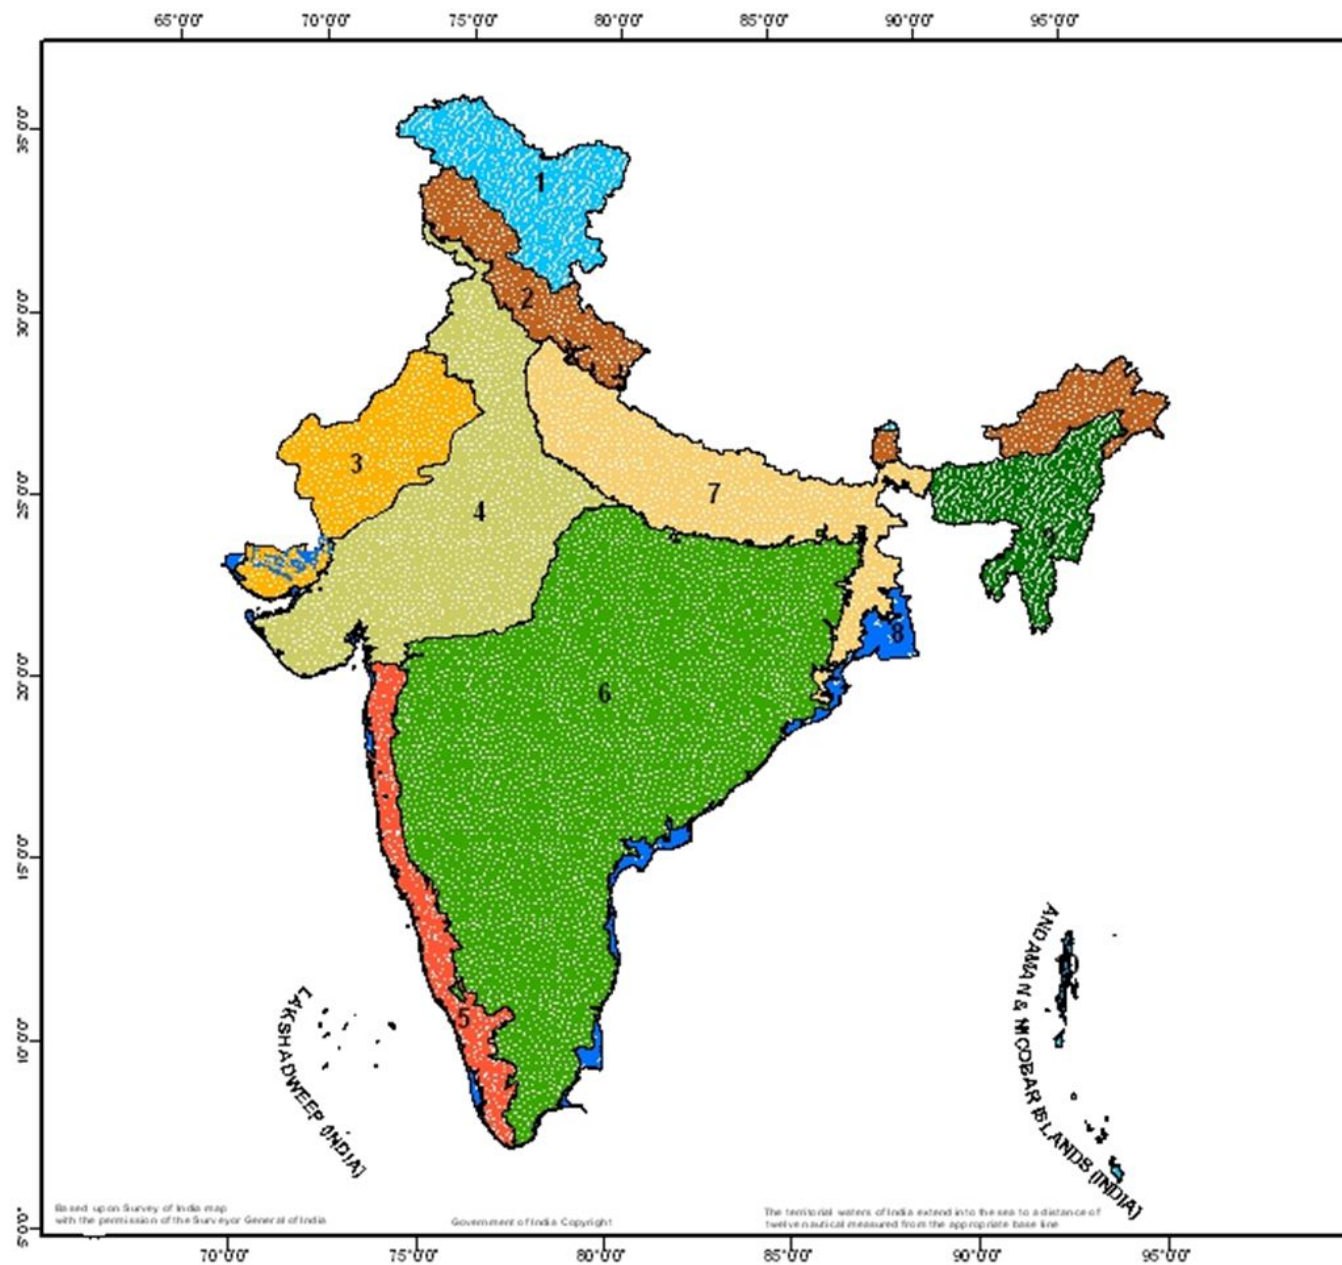 65°0'0" 70°0'0" 75°0'0" 80°0'0" 85°0'0" 90°0'0" 95°0'0"
35°0'0"
1
30°0'0"
2
3
25°0'0"
4
7
8
20°0'0"
6
15°0'0"
5
10°0'0"
ANDAMAN & NICOBAR ISLANDS (INDIA)
LAKSHADWEEP (INDIA)
5°0'0"
Based upon Survey of India map
with the permission of the Surveyor General of India
Government of India Copyright
The territorial waters of India extend into the sea to a distance of
twelve nautical measured from the appropriate base line
70°0'0" 75°0'0" 80°0'0" 85°0'0" 90°0'0" 95°0'0"